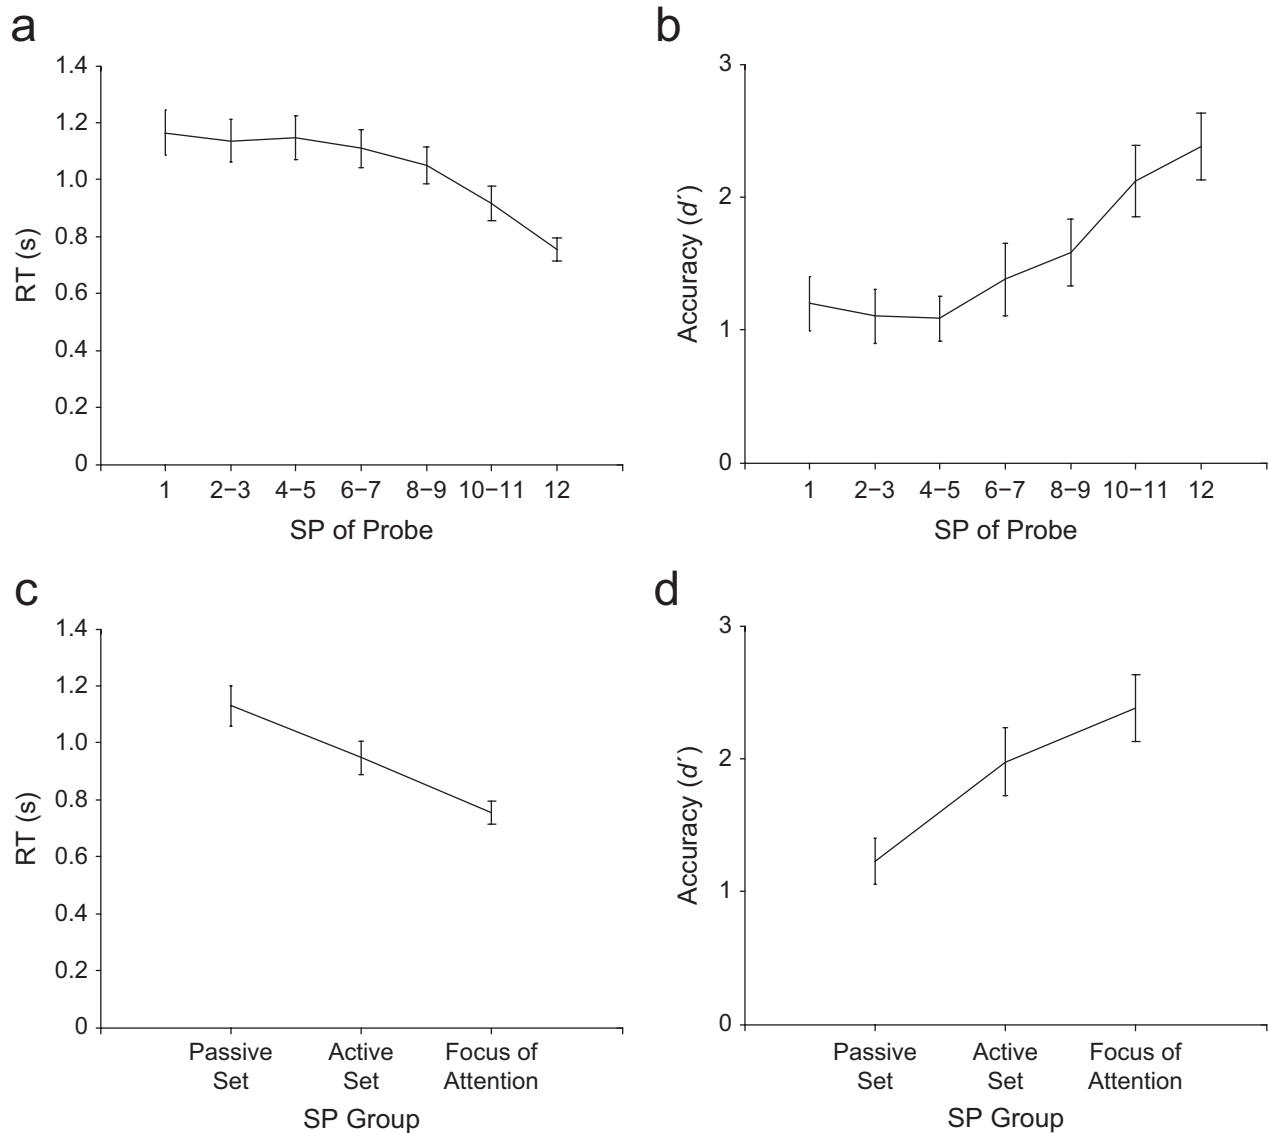 a
1.4
1.2
1.0
0.8
0.6
0.4
0.2
0
RT (s)
1 2−3 4−5 6−7 8−9 10−11 12
SP of Probe
b
3
2
1
0
Accuracy (d´)
1 2−3 4−5 6−7 8−9 10−11 12
SP of Probe
c
1.4
1.2
1.0
0.8
0.6
0.4
0.2
0
RT (s)
Passive Active Focus of
Set Set Attention
SP Group
d
3
2
1
0
Accuracy (d´)
Passive Active Focus of
Set Set Attention
SP Group